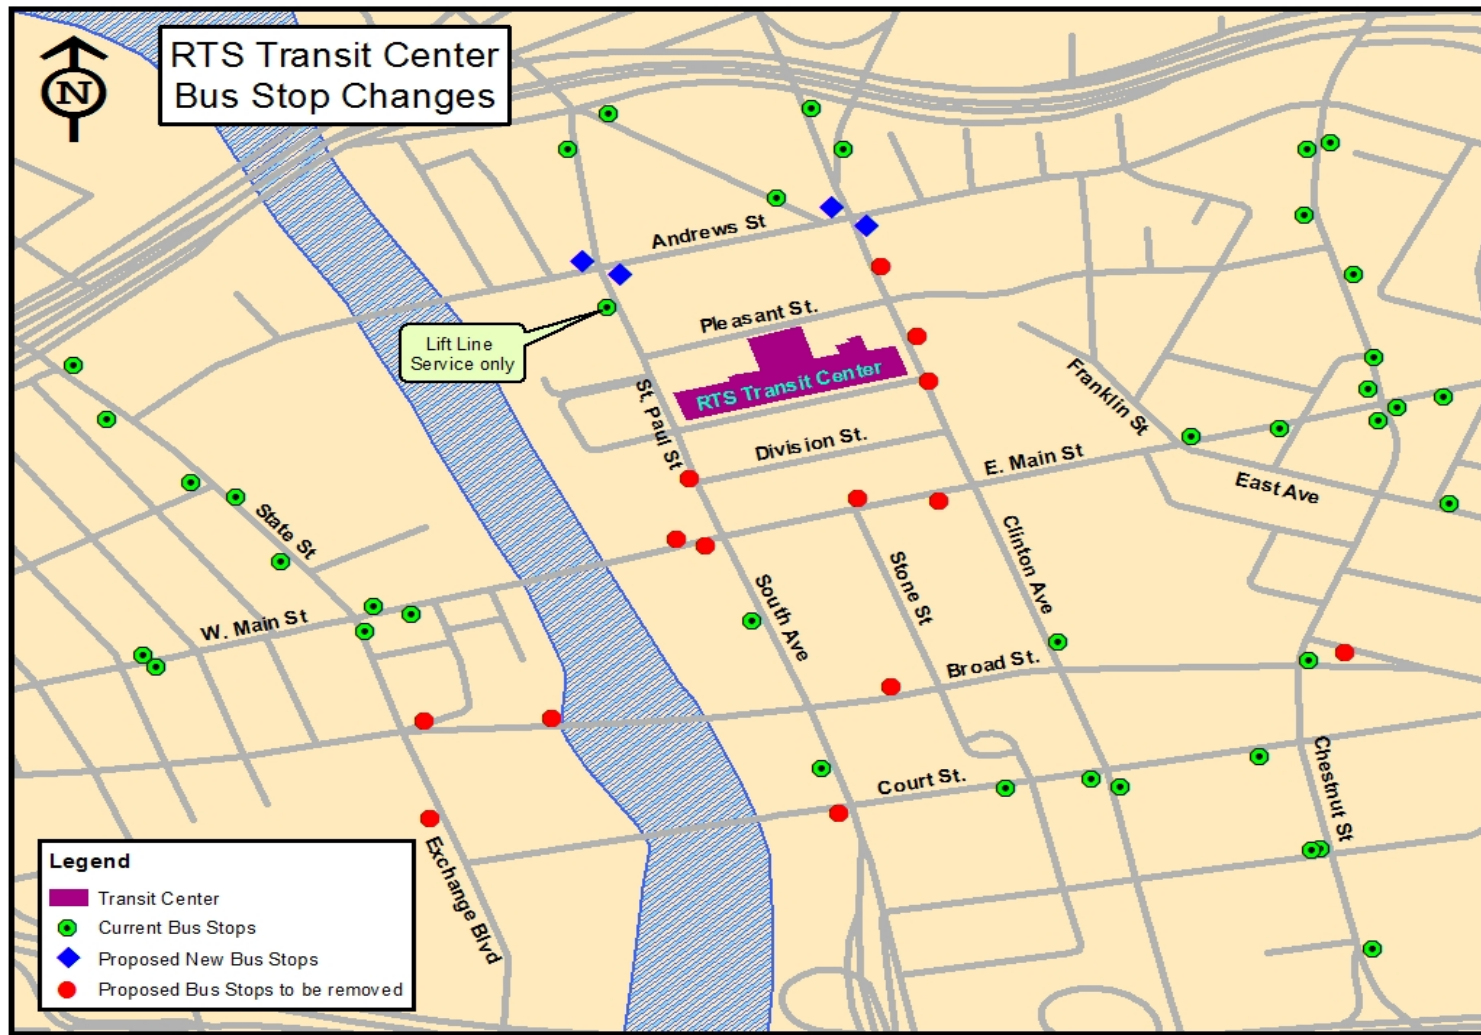 RTS Transit Center
Bus Stop Changes
N
Andrews St
Pleasant St.
Lift Line
Service only
RTS Transit Center
St. Paul St
Division St.
Franklin St
E. Main St
East Ave
State St
Clinton Ave
Stone St
South Ave
W. Main St
Broad St.
Court St.
Chestnut St
Exchange Blvd
Legend
Transit Center
Current Bus Stops
Proposed New Bus Stops
Proposed Bus Stops to be removed